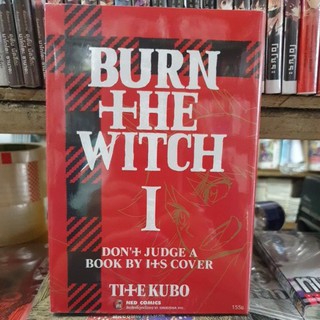 BURN
THE
WITCH
I
DON'T JUDGE A
BOOK BY ITS COVER
TITE KUBO
NED COMICS